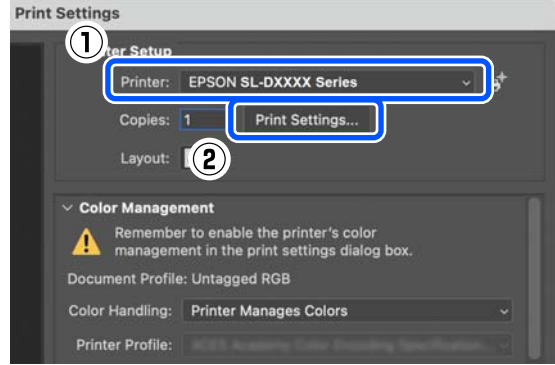 Print Settings
①
ter Setup
Printer: EPSON SL-DXXXX Series
Copies: 1 Print Settings...
Layout:
②
Color Management
Remember to enable the printer's color
management in the print settings dialog box.
Document Profile: Untagged RGB
Color Handling: Printer Manages Colors
Printer Profile: